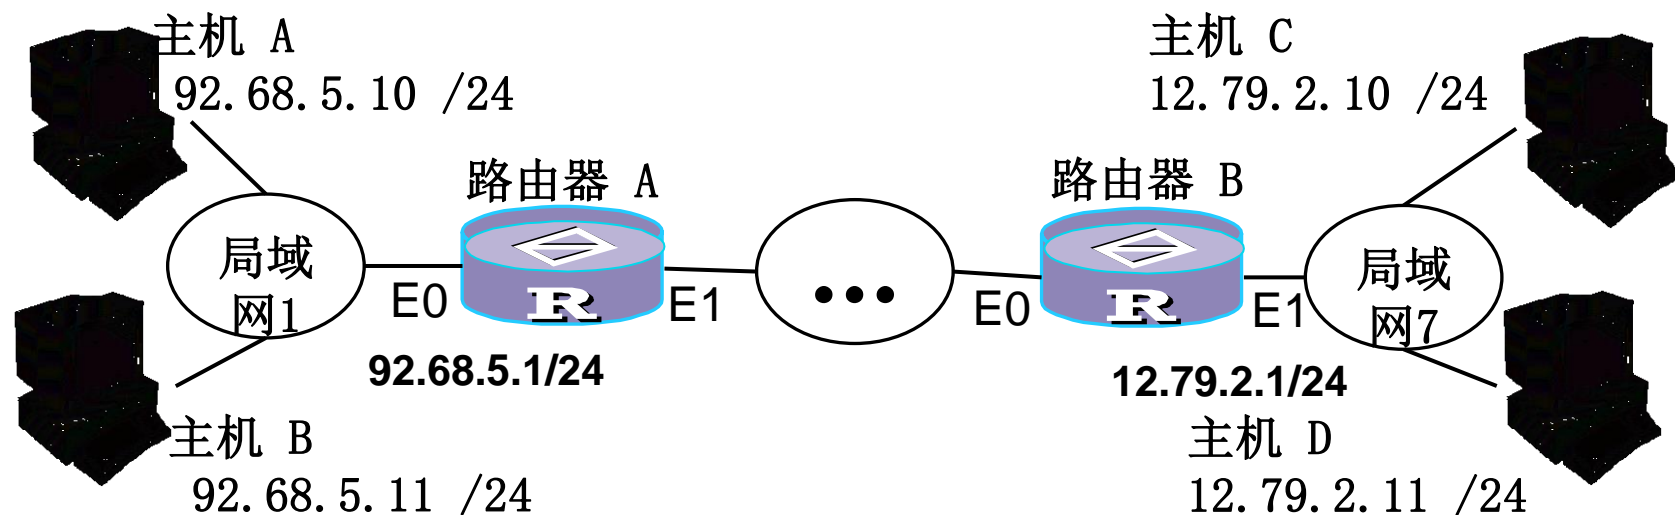 主机 A
92.68.5.10 /24
主机 C
12.79.2.10 /24
路由器 A
路由器 B
局域
网1
E0
R
E1
...
E0
R
E1
局域
网7
92.68.5.1/24
12.79.2.1/24
主机 B
92.68.5.11 /24
主机 D
12.79.2.11 /24